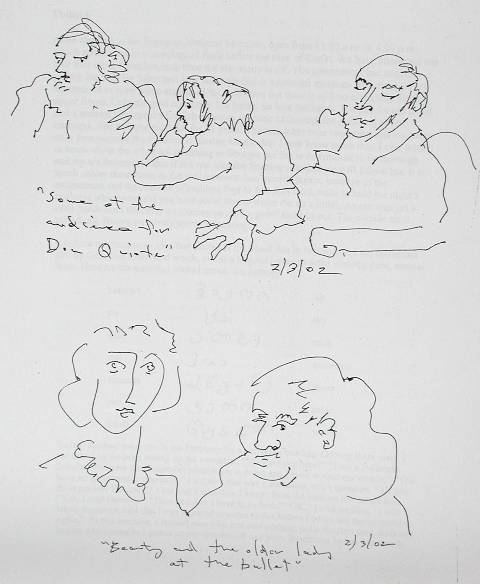 "Some of the
audience for
Don Quixote"
2/3/02
"Beauty and the older lady 2/3/02
at the ballet"